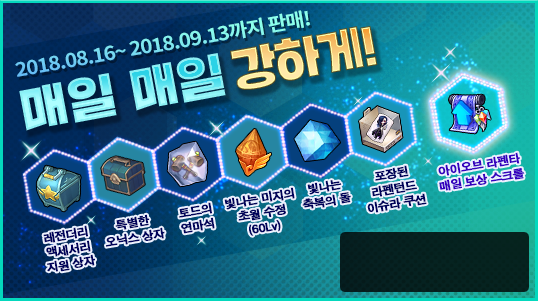 2018.08.16~ 2018.09.13까지 판매!
매일 매일 강하게!
레전더리
액세서리
지원 상자
특별한
오닉스 상자
토드의
연마석
빛나는 미지의
초월 수정
(60Lv)
빛나는
축복의 돌
포장된
라펜턴드
이슈라 쿠션
아이오브 라펜타
매일 보상 스크롤